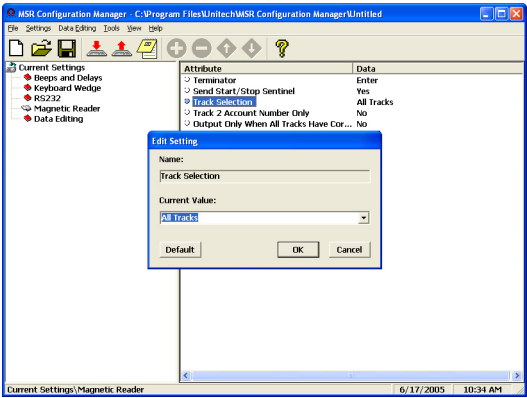 MSR Configuration Manager - C:\Program Files\Unitech\MSR Configuration Manager\Untitled
File Settings Data Editing Tools View Help
Current Settings
Beeps and Delays
Keyboard Wedge
RS232
Magnetic Reader
Data Editing
Attribute Data
Terminator Enter
Send Start/Stop Sentinel Yes
Track Selection All Tracks
Track 2 Account Number Only No
Output Only When All Tracks Have Cor... No
Edit Setting
Name:
Track Selection
Current Value:
All Tracks
Default OK Cancel
Current Settings\Magnetic Reader 6/17/2005 10:34 AM